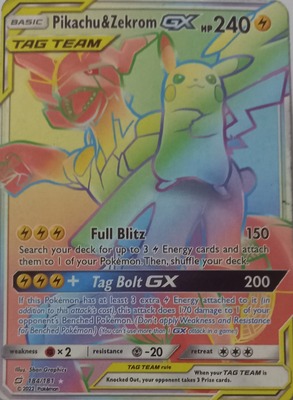 BASIC Pikachu&Zekrom GX HP 240
TAG TEAM
Full Blitz 150
Search your deck for up to 3 Energy cards and attach
them to 1 of your Pokémon. Then, shuffle your deck.
+ Tag Bolt GX 200
If this Pokémon has at least 3 extra Energy attached to it (in
addition to this attack's cost), this attack does 170 damage to 1 of your
opponent's Benched Pokémon. (Don't apply Weakness and Resistance
for Benched Pokémon.) (You can't use more than 1 GX attack in a game.)
weakness ×2 resistance -20 retreat
Illus. 
184/181
© 2022 Pokémon
TAG TEAM rule
When your TAG TEAM is
Knocked Out, your opponent takes 3 Prize cards.